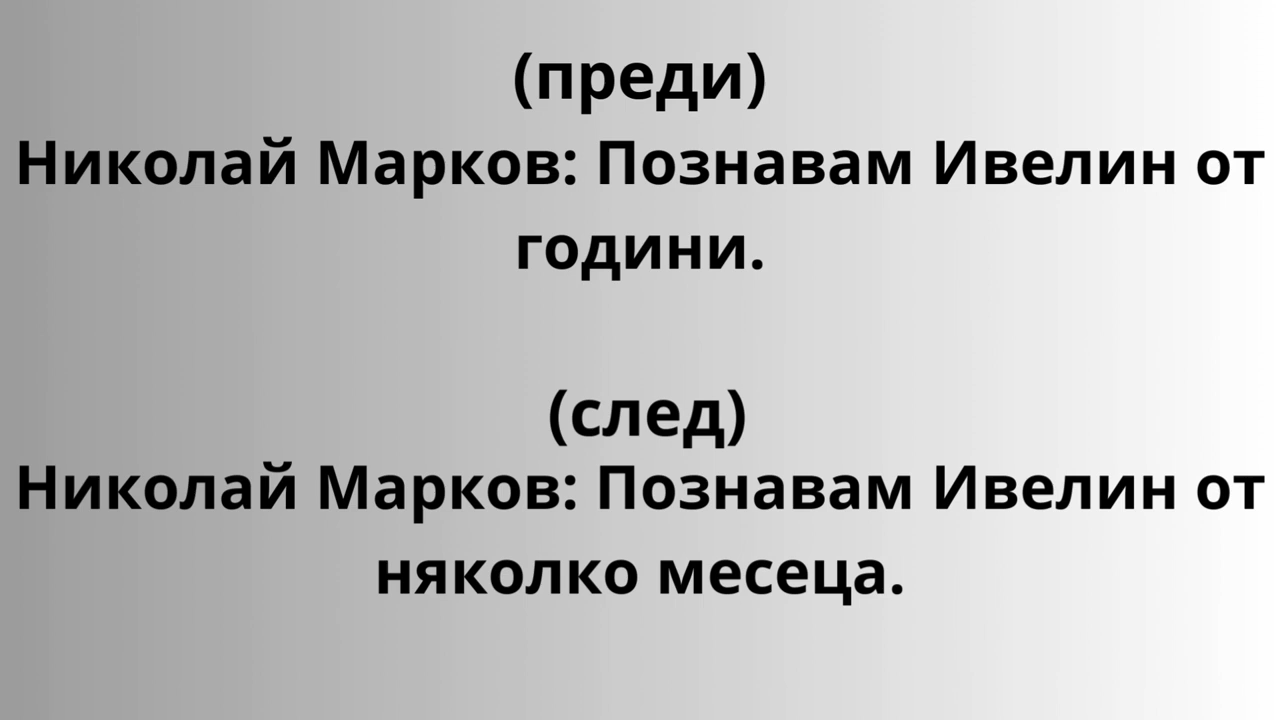 (преди)
Николай Марков: Познавам Ивелин от
години.
(след)
Николай Марков: Познавам Ивелин от
няколко месеца.